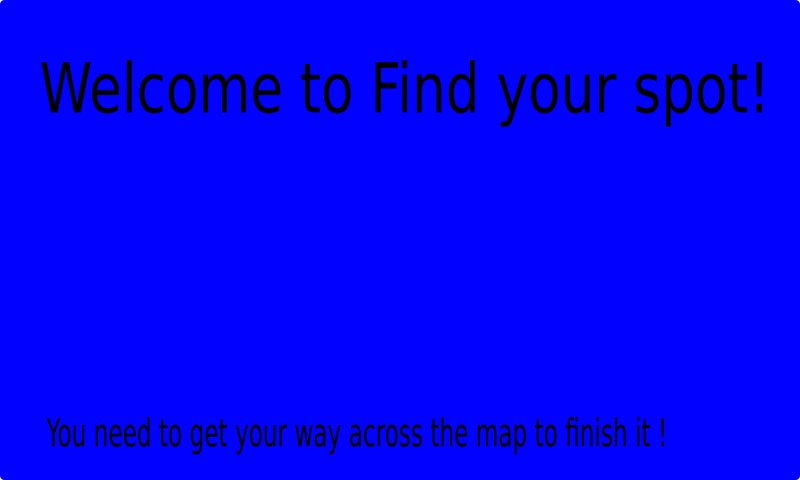 Welcome to Find your spot!
You need to get your way across the map to finish it !